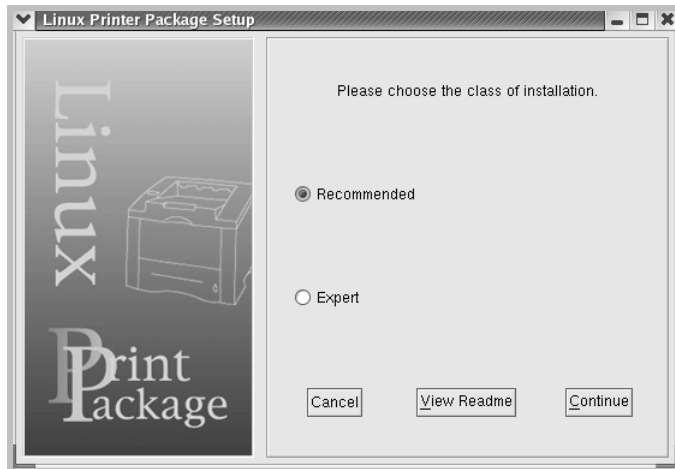 Linux Printer Package Setup
Linux
Print
Package
Please choose the class of installation.
Recommended
Expert
Cancel
View Readme
Continue